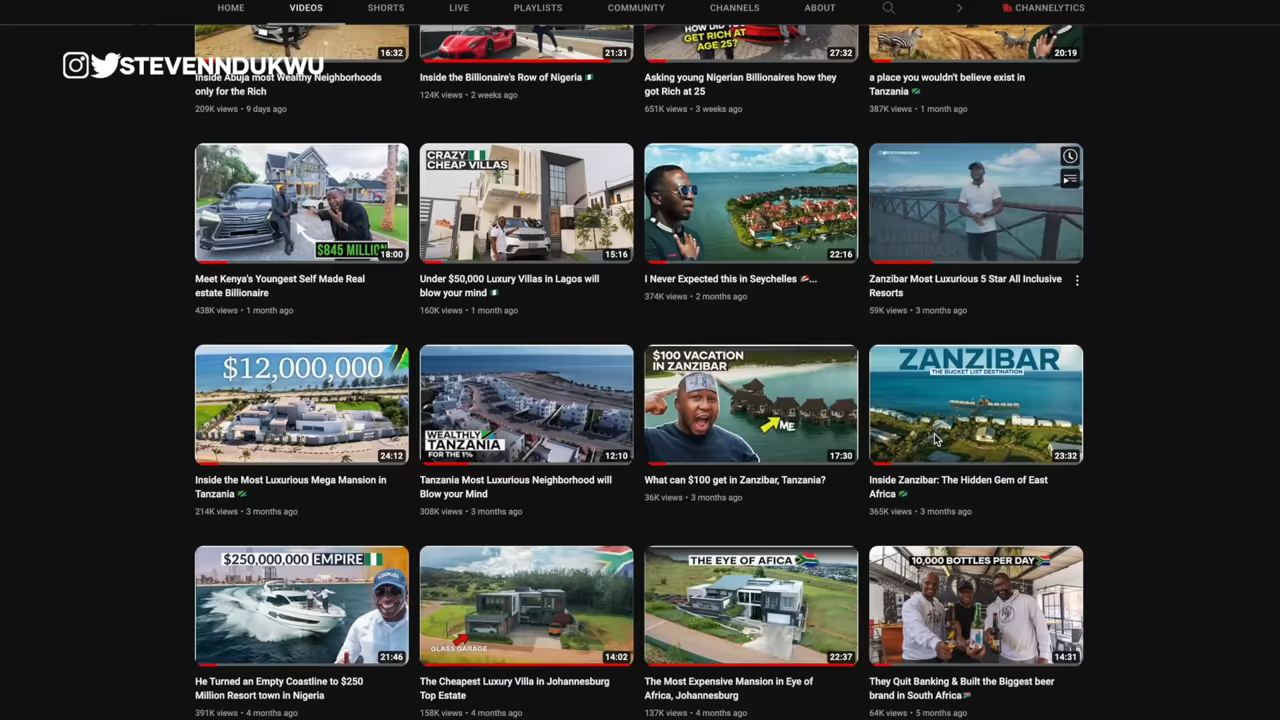 HOME VIDEOS SHORTS LIVE PLAYLISTS COMMUNITY CHANNELS ABOUT CHANNELYTICS
STEVENNDUKWU
16:32
21:31
HOW DID YOU
GET RICH AT
AGE 25?
27:32
20:19
Inside Abuja most Wealthy Neighborhoods
only for the Rich
209K views • 9 days ago
Inside the Billionaire's Row of Nigeria
124K views • 2 weeks ago
Asking young Nigerian Billionaires how they
got Rich at 25
651K views • 3 weeks ago
a place you wouldn't believe exist in
Tanzania
387K views • 1 month ago
$845 MILLION
18:00
CRAZY
CHEAP VILLAS
15:16
22:16
Meet Kenya's Youngest Self Made Real
estate Billionaire
438K views • 1 month ago
Under $50,000 Luxury Villas in Lagos will
blow your mind
160K views • 1 month ago
I Never Expected this in Seychelles ...
374K views • 2 months ago
Zanzibar Most Luxurious 5 Star All Inclusive
Resorts
59K views • 3 months ago
$12,000,000
24:12
WEALTHLY
TANZANIA
FOR THE 1%
12:10
$100 VACATION
IN ZANZIBAR
ME
17:30
ZANZIBAR
THE BUCKET LIST DESTINATION
23:32
Inside the Most Luxurious Mega Mansion in
Tanzania
214K views • 3 months ago
Tanzania Most Luxurious Neighborhood will
Blow your Mind
308K views • 3 months ago
What can $100 get in Zanzibar, Tanzania?
36K views • 3 months ago
Inside Zanzibar: The Hidden Gem of East
Africa
365K views • 3 months ago
$250,000,000 EMPIRE
21:46
GLASS GARAGE
14:02
THE EYE OF AFICA
22:37
10,000 BOTTLES PER DAY
14:31
He Turned an Empty Coastline to $250
Million Resort town in Nigeria
391K views • 4 months ago
The Cheapest Luxury Villa in Johannesburg
Top Estate
158K views • 4 months ago
The Most Expensive Mansion in Eye of
Africa, Johannesburg
137K views • 4 months ago
They Quit Banking & Built the Biggest beer
brand in South Africa
64K views • 5 months ago